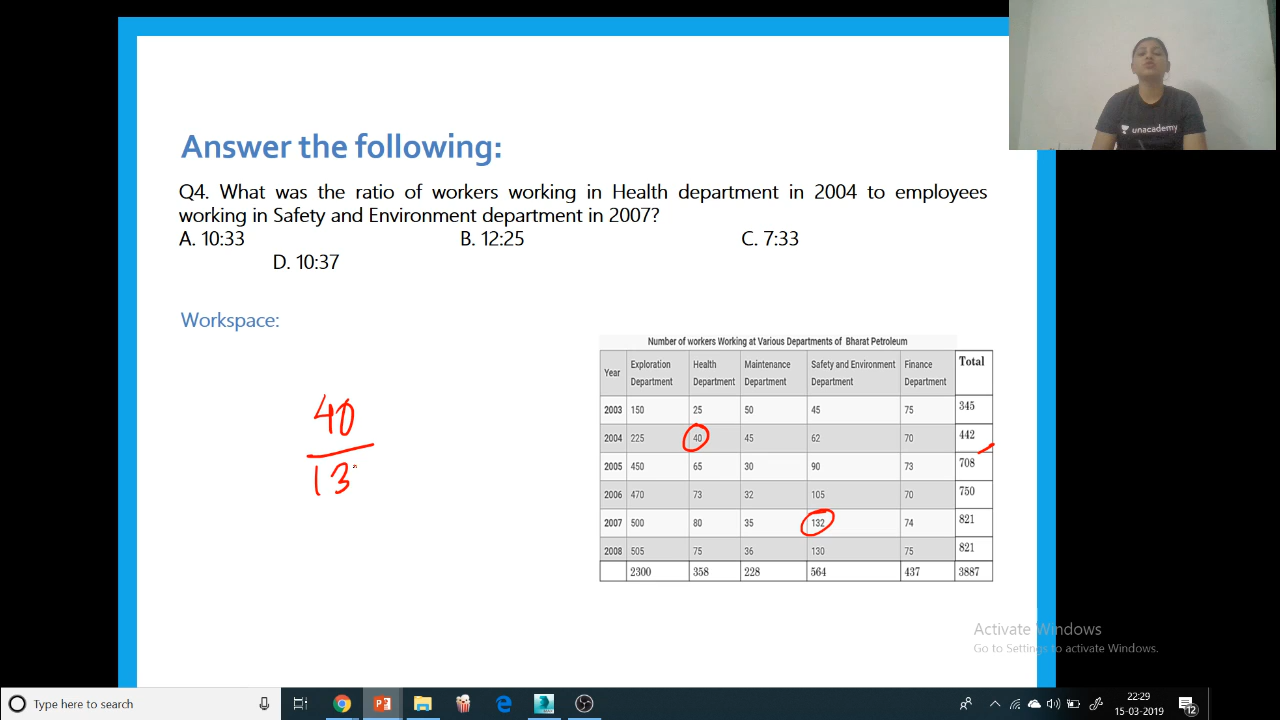 unacademy
Answer the following:
Q4. What was the ratio of workers working in Health department in 2004 to employees
working in Safety and Environment department in 2007?
A. 10:33 B. 12:25 C. 7:33
D. 10:37
Workspace:
40
13
Number of workers Working at Various Departments of Bharat Petroleum
Year Exploration Department Health Department Maintenance Department Safety and Environment Department Finance Department Total
2003 150 25 50 45 75 345
2004 225 40 45 62 70 442
2005 450 65 30 90 73 708
2006 470 73 32 105 70 750
2007 500 80 35 132 74 821
2008 505 75 36 130 75 821
2300 358 228 564 437 3887
Activate Windows
Go to Settings to activate Windows.
Type here to search
22:29
15-03-2019
12